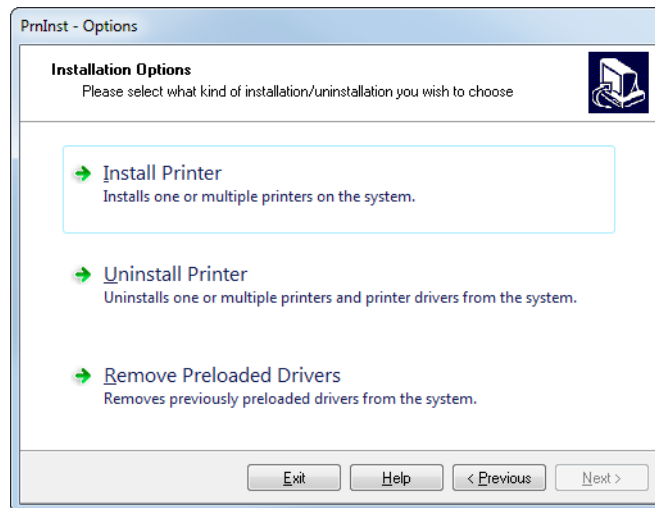 PrnInst - Options
Installation Options
Please select what kind of installation/uninstallation you wish to choose
Install Printer
Installs one or multiple printers on the system.
Uninstall Printer
Uninstalls one or multiple printers and printer drivers from the system.
Remove Preloaded Drivers
Removes previously preloaded drivers from the system.
Exit Help < Previous Next >